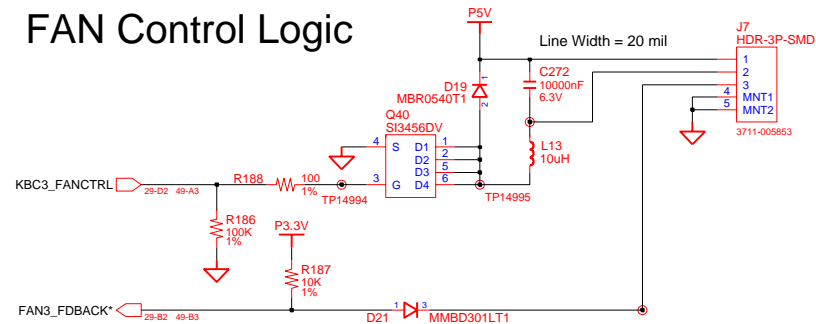 FAN Control Logic
P5V
Line Width = 20 mil
J7
HDR-3P-SMD
D19
MBR0540T1
1
2
C272
10000nF
6.3V
1
2
3
4 MNT1
5 MNT2
3711-005853
Q40
SI3456DV
4 S D1 1
D2 2
D3 5
3 G D4 6
L13
10uH
KBC3_FANCTRL
29-D2 49-A3
R188
100
1%
TP14994
TP14995
R186
100K
1%
P3.3V
R187
10K
1%
FAN3_FDBACK*
29-B2 49-B3
D21
1
3
MMBD301LT1